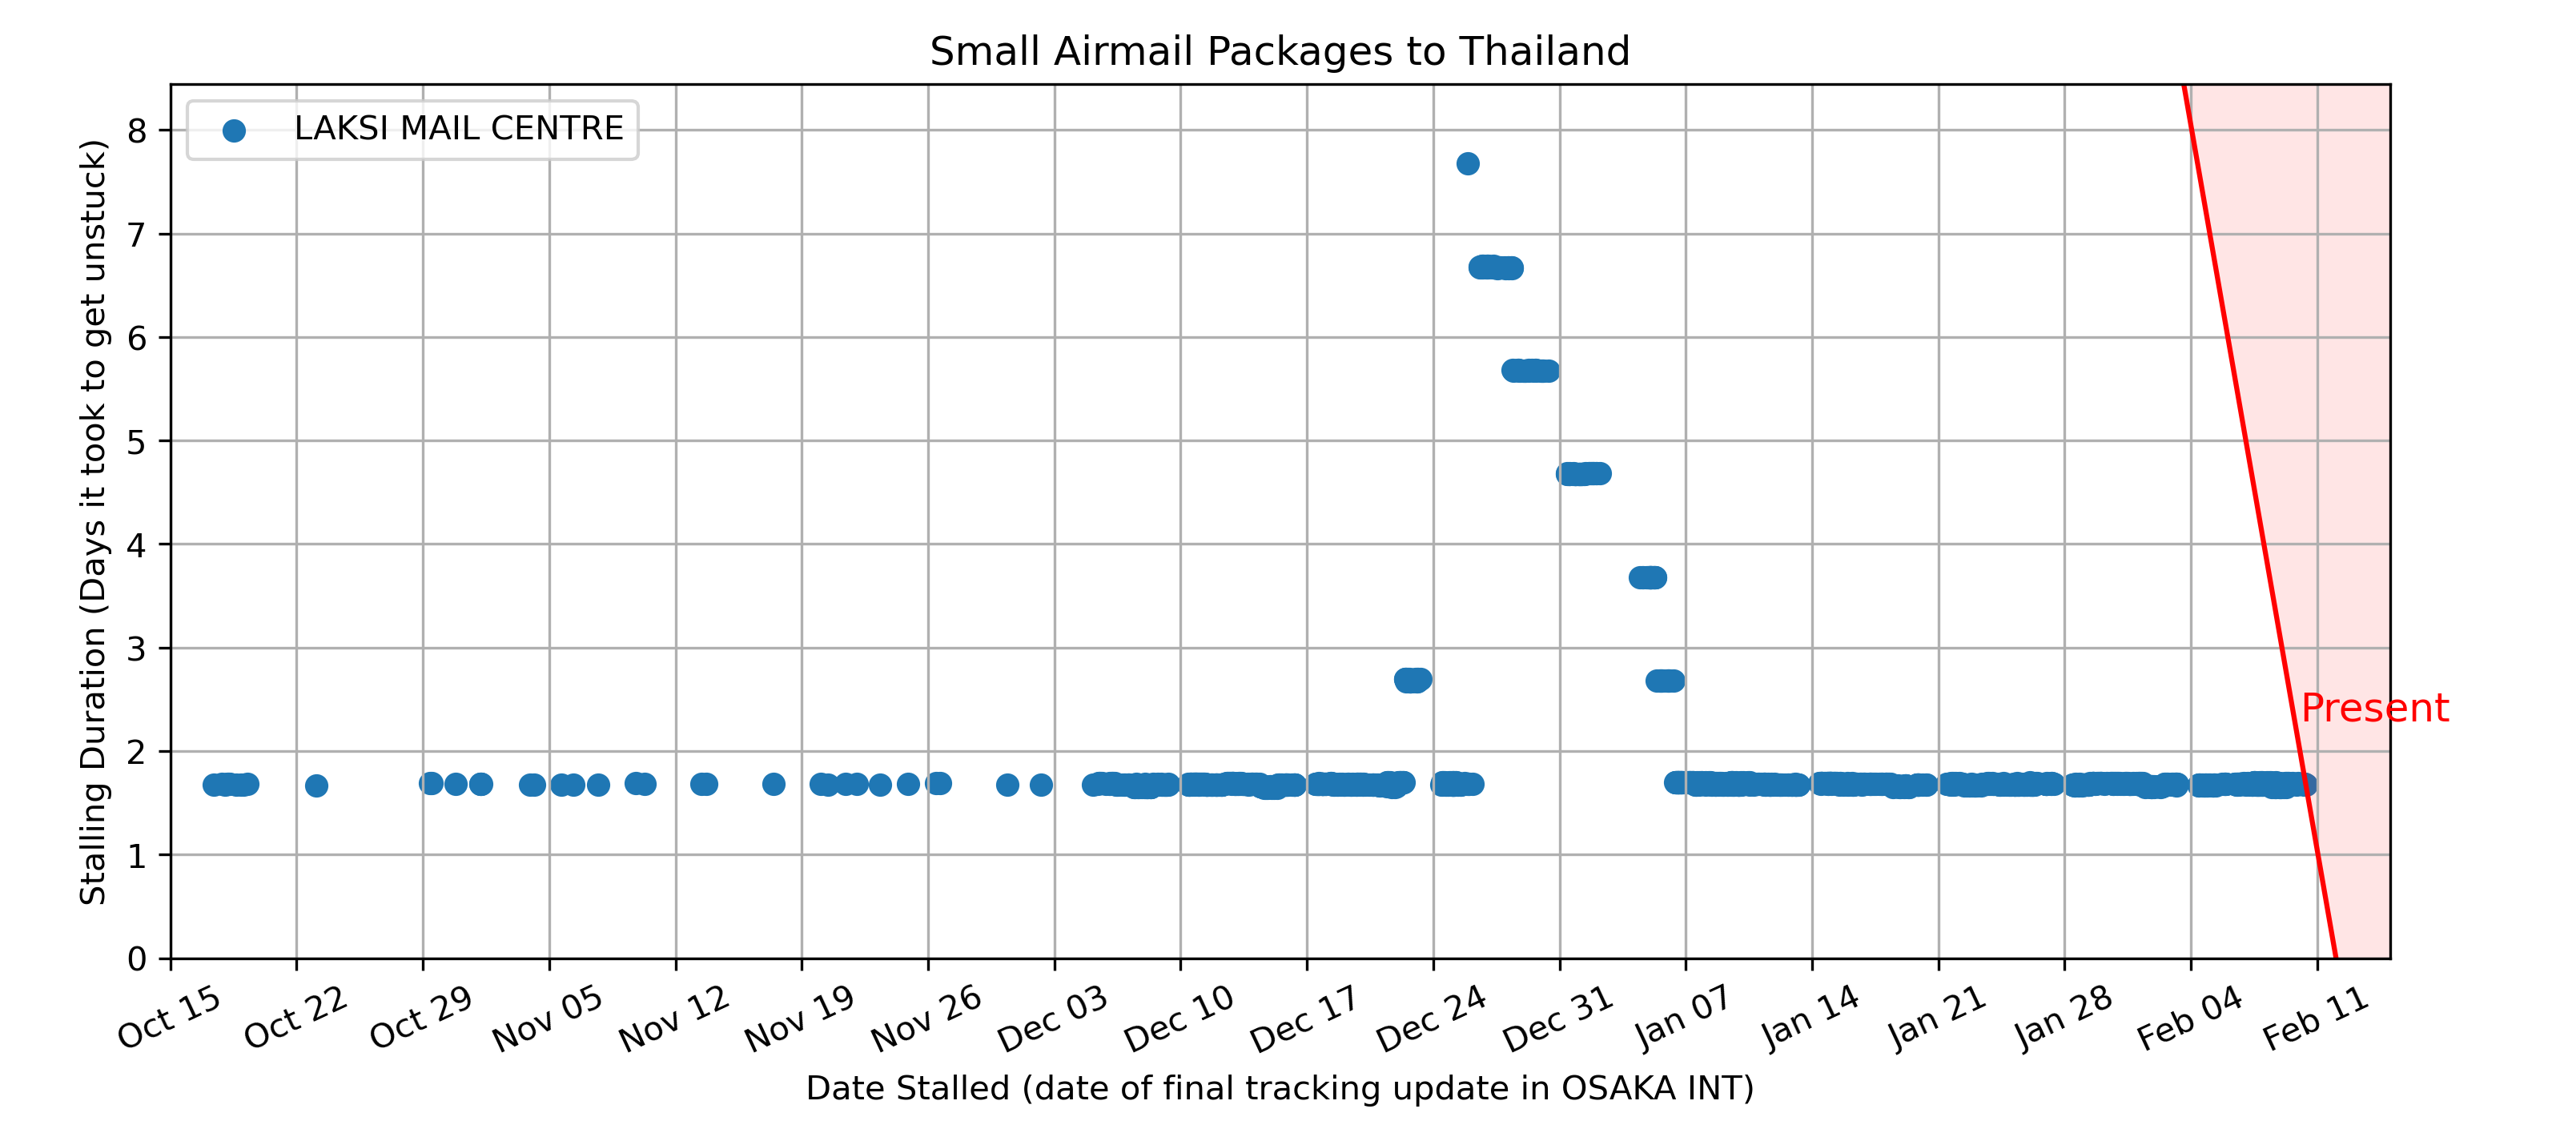 Small Airmail Packages to Thailand
LAKSI MAIL CENTRE
Stalling Duration (Days it took to get unstuck)
8
7
6
5
4
3
2
1
0
Present
Oct 15 Oct 22 Oct 29 Nov 05 Nov 12 Nov 19 Nov 26 Dec 03 Dec 10 Dec 17 Dec 24 Dec 31 Jan 07 Jan 14 Jan 21 Jan 28 Feb 04 Feb 11
Date Stalled (date of final tracking update in OSAKA INT)